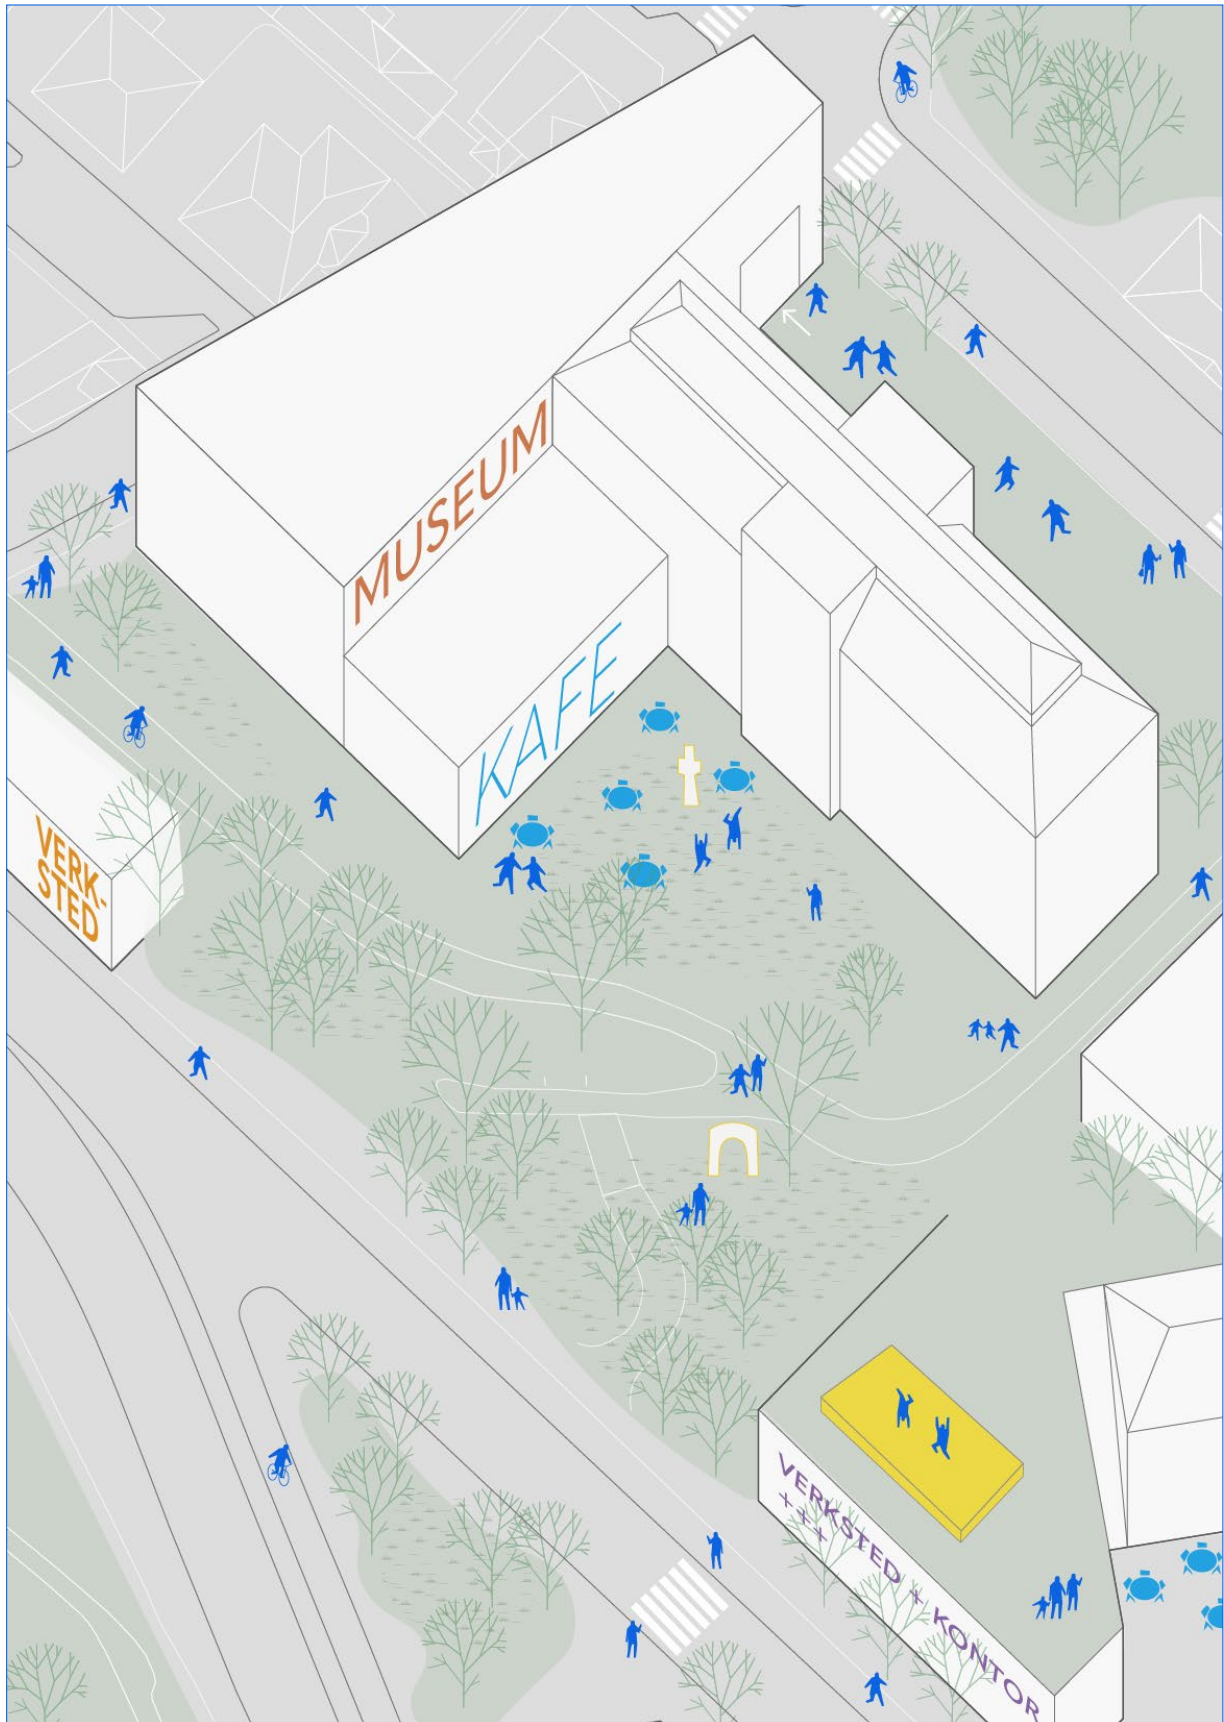 MUSEUM
KAFE
VERK-
STED
VERKSTED + KONTOR
+++